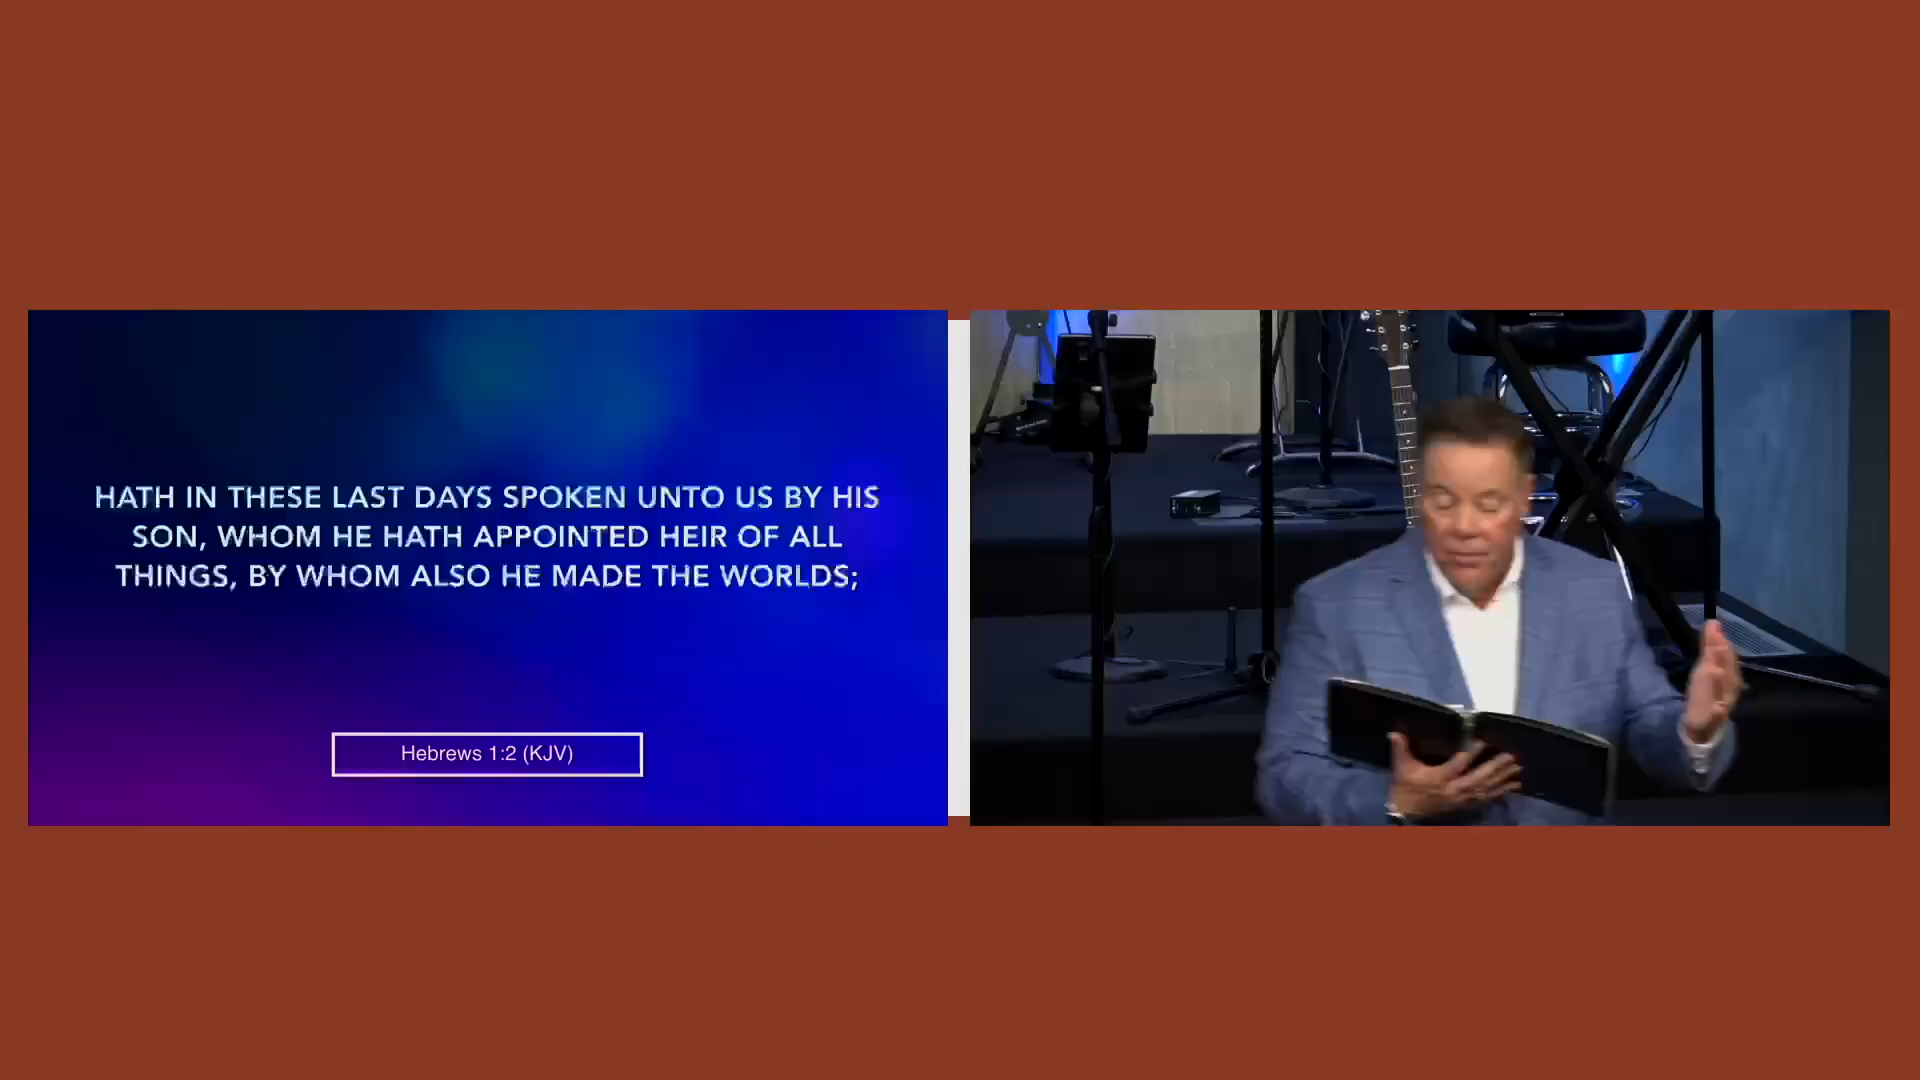 HATH IN THESE LAST DAYS SPOKEN UNTO US BY HIS
SON, WHOM HE HATH APPOINTED HEIR OF ALL
THINGS, BY WHOM ALSO HE MADE THE WORLDS;
Hebrews 1:2 (KJV)